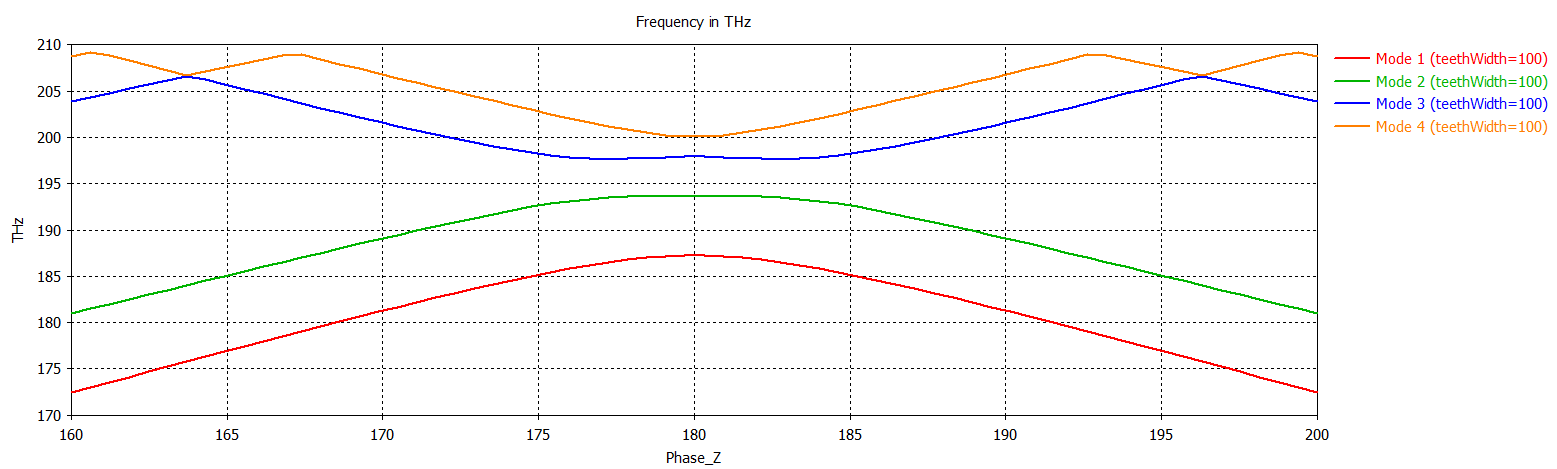 Frequency in THz
210
205
200
195
190
185
180
175
170
THz
160
165
170
175
180
185
190
195
200
Phase_Z
Mode 1 (teethWidth=100)
Mode 2 (teethWidth=100)
Mode 3 (teethWidth=100)
Mode 4 (teethWidth=100)